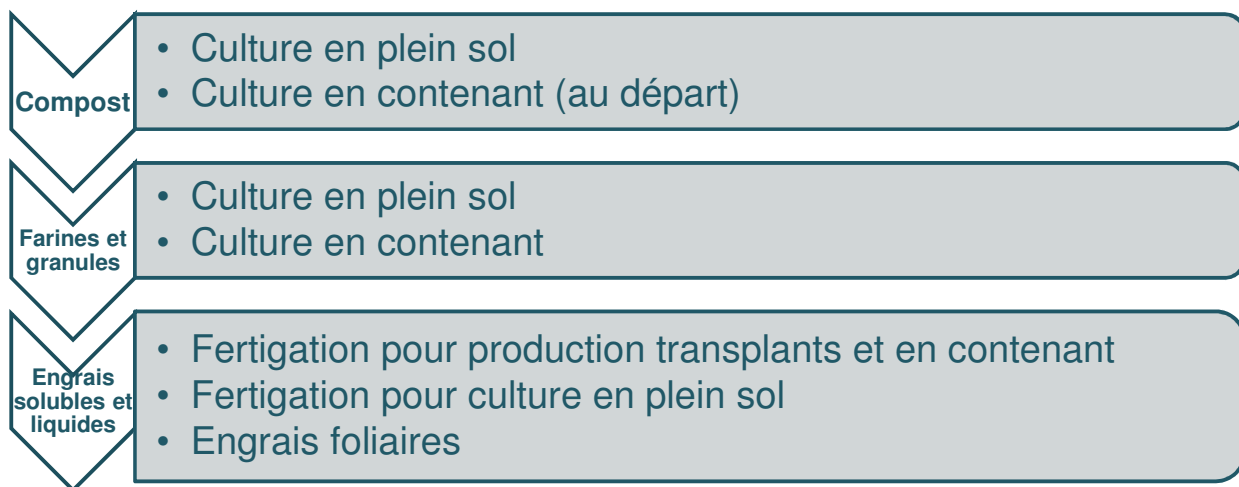 Compost
• Culture en plein sol
• Culture en contenant (au départ)
Farines et
granules
• Culture en plein sol
• Culture en contenant
Engrais
solubles et
liquides
• Fertigation pour production transplants et en contenant
• Fertigation pour culture en plein sol
• Engrais foliaires